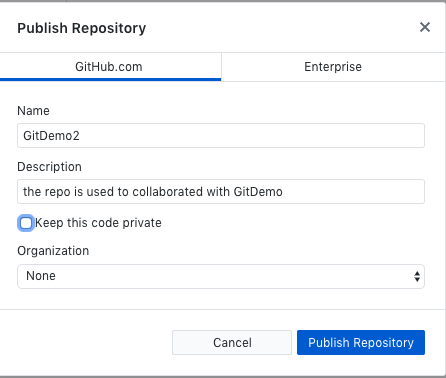 Publish Repository
GitHub.com
Enterprise
Name
GitDemo2
Description
the repo is used to collaborated with GitDemo
Keep this code private
Organization
None
Cancel
Publish Repository